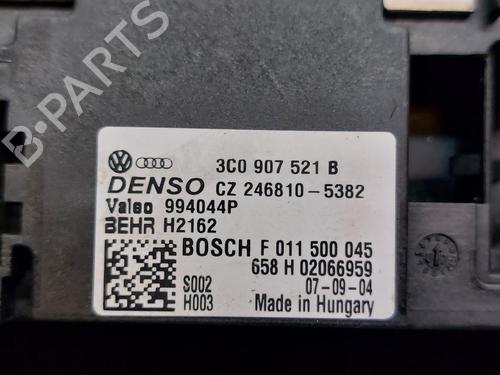 3C0 907 521 B
DENSO CZ 246810-5382
Valeo 994044P
BEHR H2162
BOSCH F 011 500 045
658 H 02066959
S002 07-09-04
H003 Made in Hungary